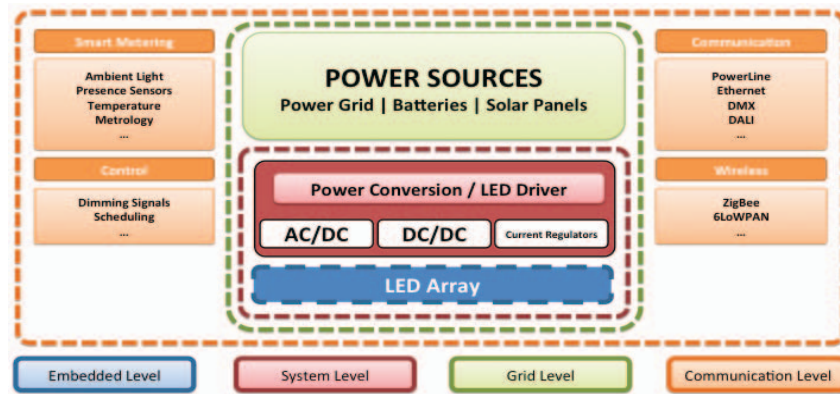 Smart Metering
Ambient Light
Presence Sensors
Temperature
Metrology
...
Control
Dimming Signals
Scheduling
...
POWER SOURCES
Power Grid | Batteries | Solar Panels
Power Conversion / LED Driver
AC/DC
DC/DC
Current Regulators
LED Array
Communication
PowerLine
Ethernet
DMX
DALI
...
Wireless
ZigBee
6LoWPAN
...
Embedded Level
System Level
Grid Level
Communication Level